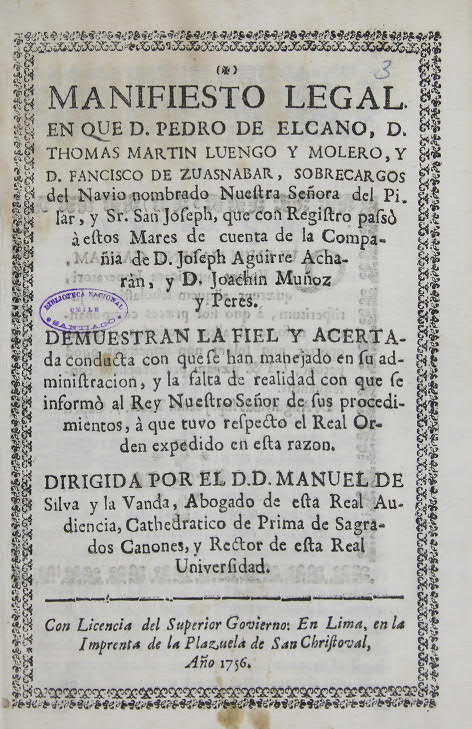 (*)
3
MANIFIESTO LEGAL.
EN QUE D. PEDRO DE ELCANO, D.
THOMAS MARTIN LUENGO Y MOLERO, Y
D. FANCISCO DE ZUASNABAR, SOBRECARGOS
del Navio nombrado Nuestra Señora del Pi-
lar, y Sr. San Joseph, que con Registro passò
à estos Mares de cuenta de la Compa-
ñia de D. Joseph Aguirre Acha-
ràn, y D. Joachin Muñoz
y Peres.
BIBLIOTECA NACIONAL
CHILE
SANTIAGO
DEMUESTRAN LA FIEL Y ACERTA-
da conducta con que se han manejado en su ad-
ministracion, y la falta de realidad con que se
informò al Rey Nuestro Señor de sus procedi-
mientos, à que tuvo respecto el Real Or-
den expedido en esta razon.
DIRIGIDA POR EL D.D. MANUEL DE
Silva y la Vanda, Abogado de esta Real Au-
diencia, Cathedratico de Prima de Sagra-
dos Canones, y Rector de esta Real
Universidad.
Con Licencia del Superior Govierno: En Lima, en la
Imprenta de la Plazuela de San Christoval,
Año 1756.